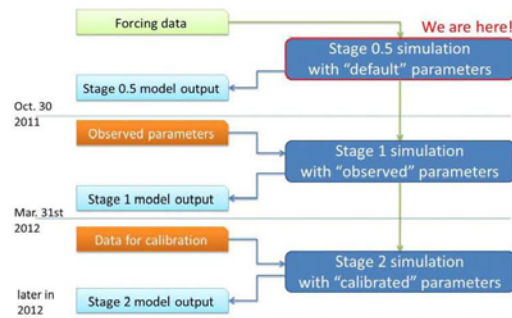 Forcing data
We are here!
Stage 0.5 simulation
with “default” parameters
Stage 0.5 model output
Oct. 30
2011
Observed parameters
Stage 1 simulation
with “observed” parameters
Stage 1 model output
Mar. 31st
2012
Data for calibration
Stage 2 simulation
with “calibrated” parameters
later in
2012
Stage 2 model output